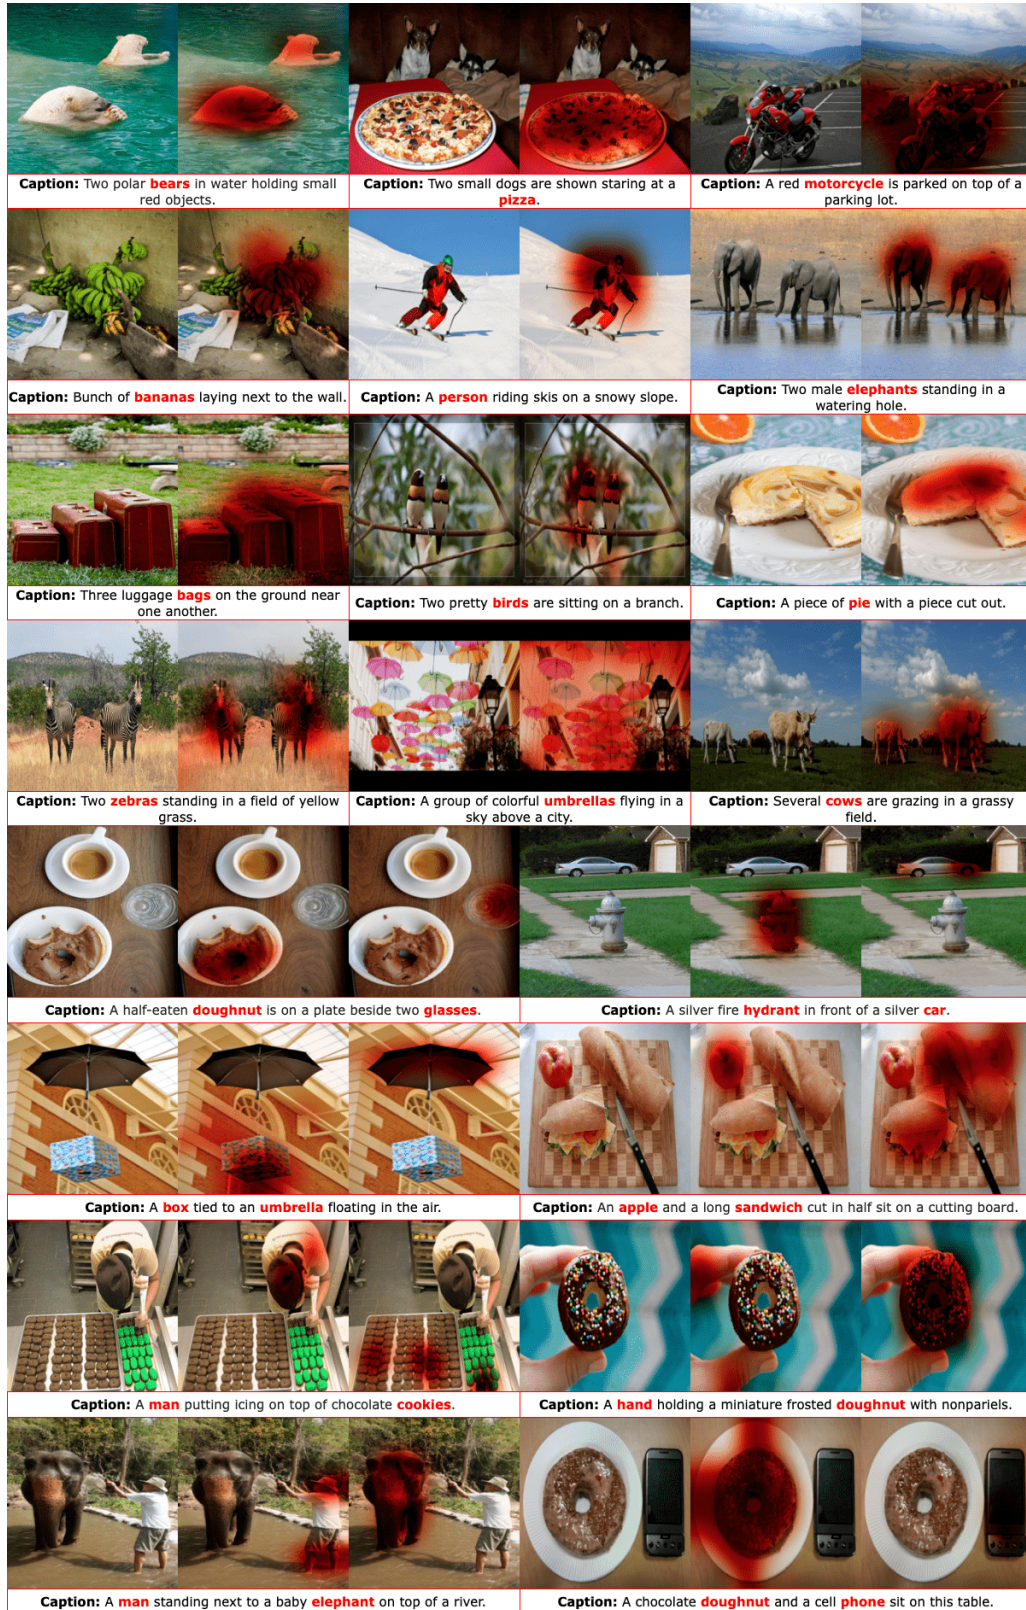 Caption: Two polar bears in water holding small
red objects.
Caption: Two small dogs are shown staring at a
pizza.
Caption: A red motorcycle is parked on top of a
parking lot.
Caption: Bunch of bananas laying next to the wall.
Caption: A person riding skis on a snowy slope.
Caption: Two male elephants standing in a
watering hole.
Caption: Three luggage bags on the ground near
one another.
Caption: Two pretty birds are sitting on a branch.
Caption: A piece of pie with a piece cut out.
Caption: Two zebras standing in a field of yellow
grass.
Caption: A group of colorful umbrellas flying in a
sky above a city.
Caption: Several cows are grazing in a grassy
field.
Caption: A half-eaten doughnut is on a plate beside two glasses.
Caption: A silver fire hydrant in front of a silver car.
Caption: A box tied to an umbrella floating in the air.
Caption: An apple and a long sandwich cut in half sit on a cutting board.
Caption: A man putting icing on top of chocolate cookies.
Caption: A hand holding a miniature frosted doughnut with nonpariels.
Caption: A man standing next to a baby elephant on top of a river.
Caption: A chocolate doughnut and a cell phone sit on this table.